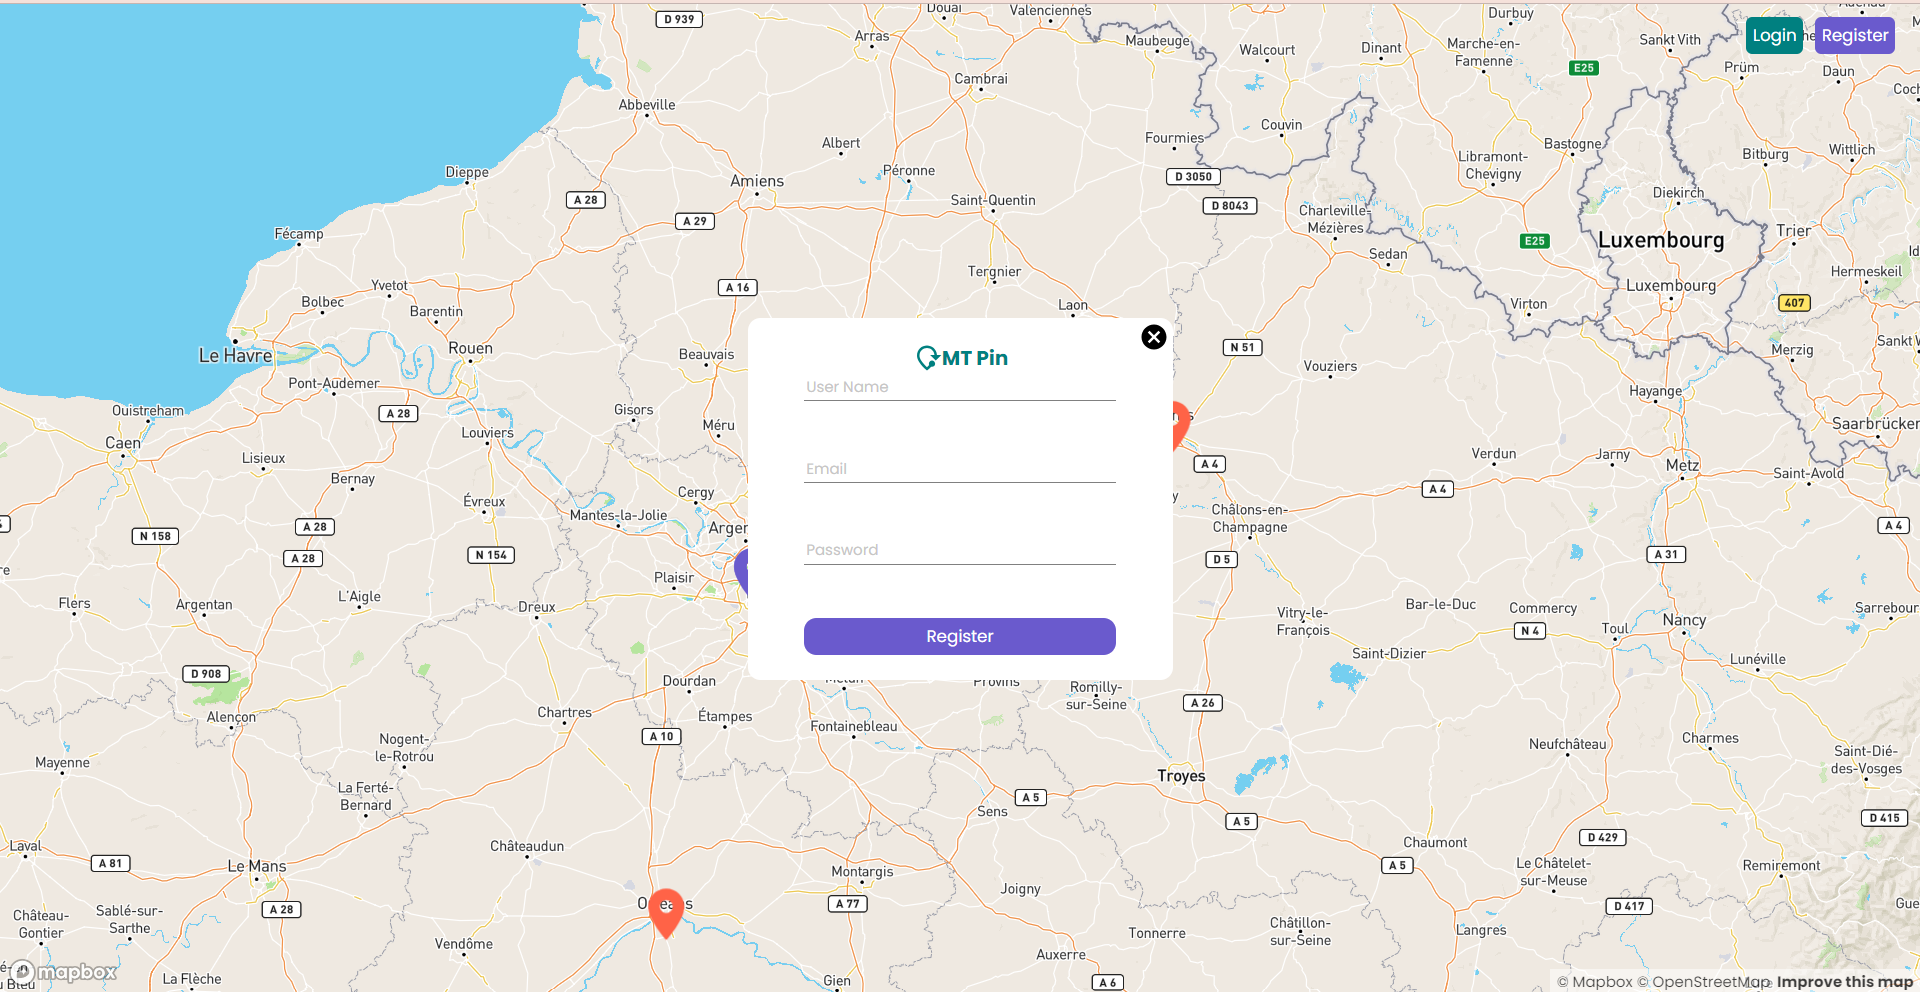 D 939
Douai
Valenciennes
Durbuy
Arras
Maubeuge
Walcourt
Dinant
Marche-en-
Famenne
Sankt Vith
Login
Register
E25
Prüm
Daun
Cambrai
Abbeville
Couvin
Albert
Fournies
Bastogne
Bitburg
Wittlich
Dieppe
Péronne
Libramont-
Chevigny
D 3050
Amiens
Diekirch
A 28
Saint-Quentin
D 8043
A 29
Charleville-
Mézières
Fécamp
Trier
Luxembourg
E25
Sedan
Tergnier
Hermeskeil
Yvetot
A 16
Luxembourg
Bolbec
Barentin
Laon
Virton
407
Le Havre
Rouen
Beauvais
MT Pin
N 51
Merzig
Vouziers
Pont-Audemer
User Name
Hayange
Ouistreham
A 28
Gisors
Méru
Saarbrücken
Caen
Louviers
Lisieux
A 4
Verdun
Jarny
Metz
Saint-Avold
Bernay
Email
Évreux
Cergy
A 4
Mantes-la-Jolie
Châlons-en-
Champagne
A 28
N 158
A 4
Password
A 28
N 154
D 5
A 31
Plaisir
Flers
Argentan
L'Aigle
Dreux
Vitry-le-
François
Bar-le-Duc
Commercy
Nancy
Register
N 4
Toul
Saint-Dizier
Lunéville
D 908
Dourdan
Provins
Romilly-
sur-Seine
A 26
Alençon
Chartres
Étampes
Fontainebleau
A 10
Nogent-
le-Rotrou
Neufchâteau
Charmes
Saint-Dié-
des-Vosges
Mayenne
Troyes
La Ferté-
Bernard
A 5
Sens
A 5
D 415
D 429
Laval
A 81
Châteaudun
Chaumont
Le Mans
A 5
Le Châtelet-
sur-Meuse
Remiremont
Montargis
Joigny
A 28
A 77
D 417
Château-
Gontier
Sablé-sur-
Sarthe
Châtillon-
sur-Seine
Langres
Tonnerre
Vendôme
Auxerre
mapbox
La Flèche
Gien
A 6
© Mapbox © OpenStreetMap Improve this map